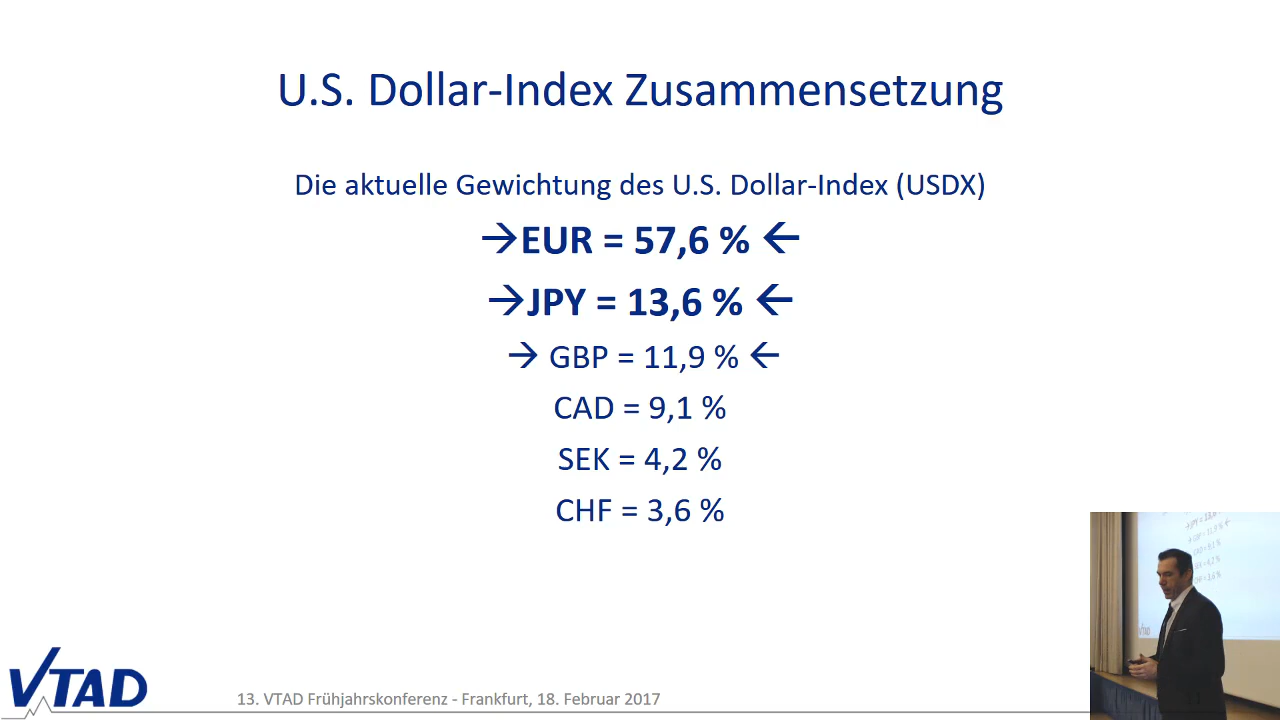 U.S. Dollar-Index Zusammensetzung
Die aktuelle Gewichtung des U.S. Dollar-Index (USDX)
→EUR = 57,6 % ←
→JPY = 13,6 % ←
→ GBP = 11,9 % ←
CAD = 9,1 %
SEK = 4,2 %
CHF = 3,6 %
VTAD
13. VTAD Frühjahrskonferenz - Frankfurt, 18. Februar 2017